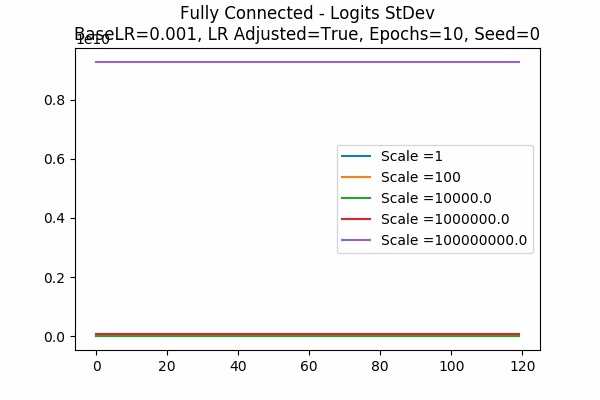 Fully Connected - Logits StDev
BaseLR=0.001, LR Adjusted=True, Epochs=10, Seed=0
1e10
0.8
0.6
0.4
0.2
0.0
Scale =1
Scale =100
Scale =10000.0
Scale =1000000.0
Scale =100000000.0
0 20 40 60 80 100 120